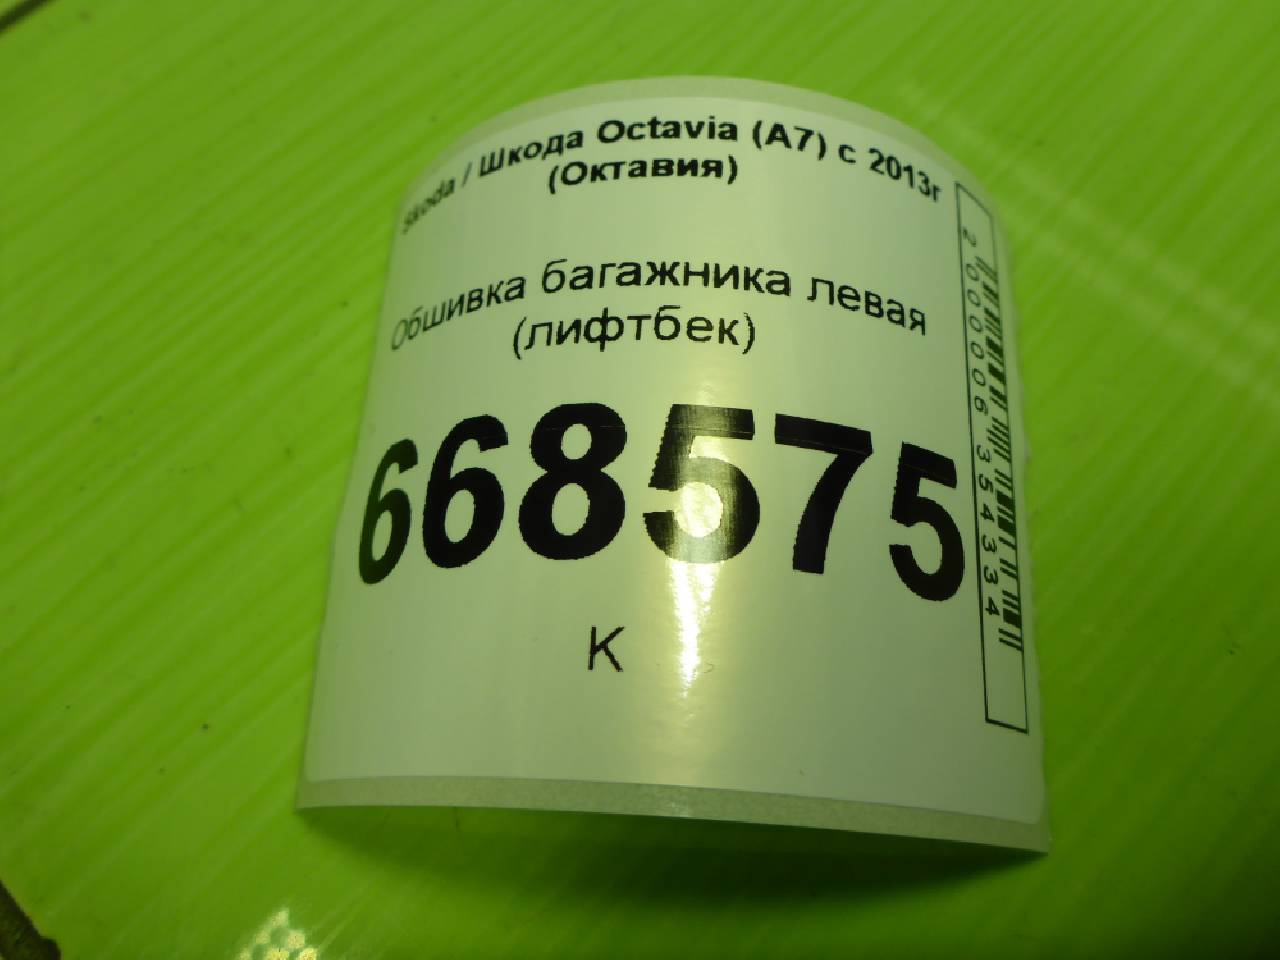 Skoda / Шкода Octavia (A7) с 2013г
(Октавия)
Обшивка багажника левая
(лифтбек)
668575
К
2000006354334